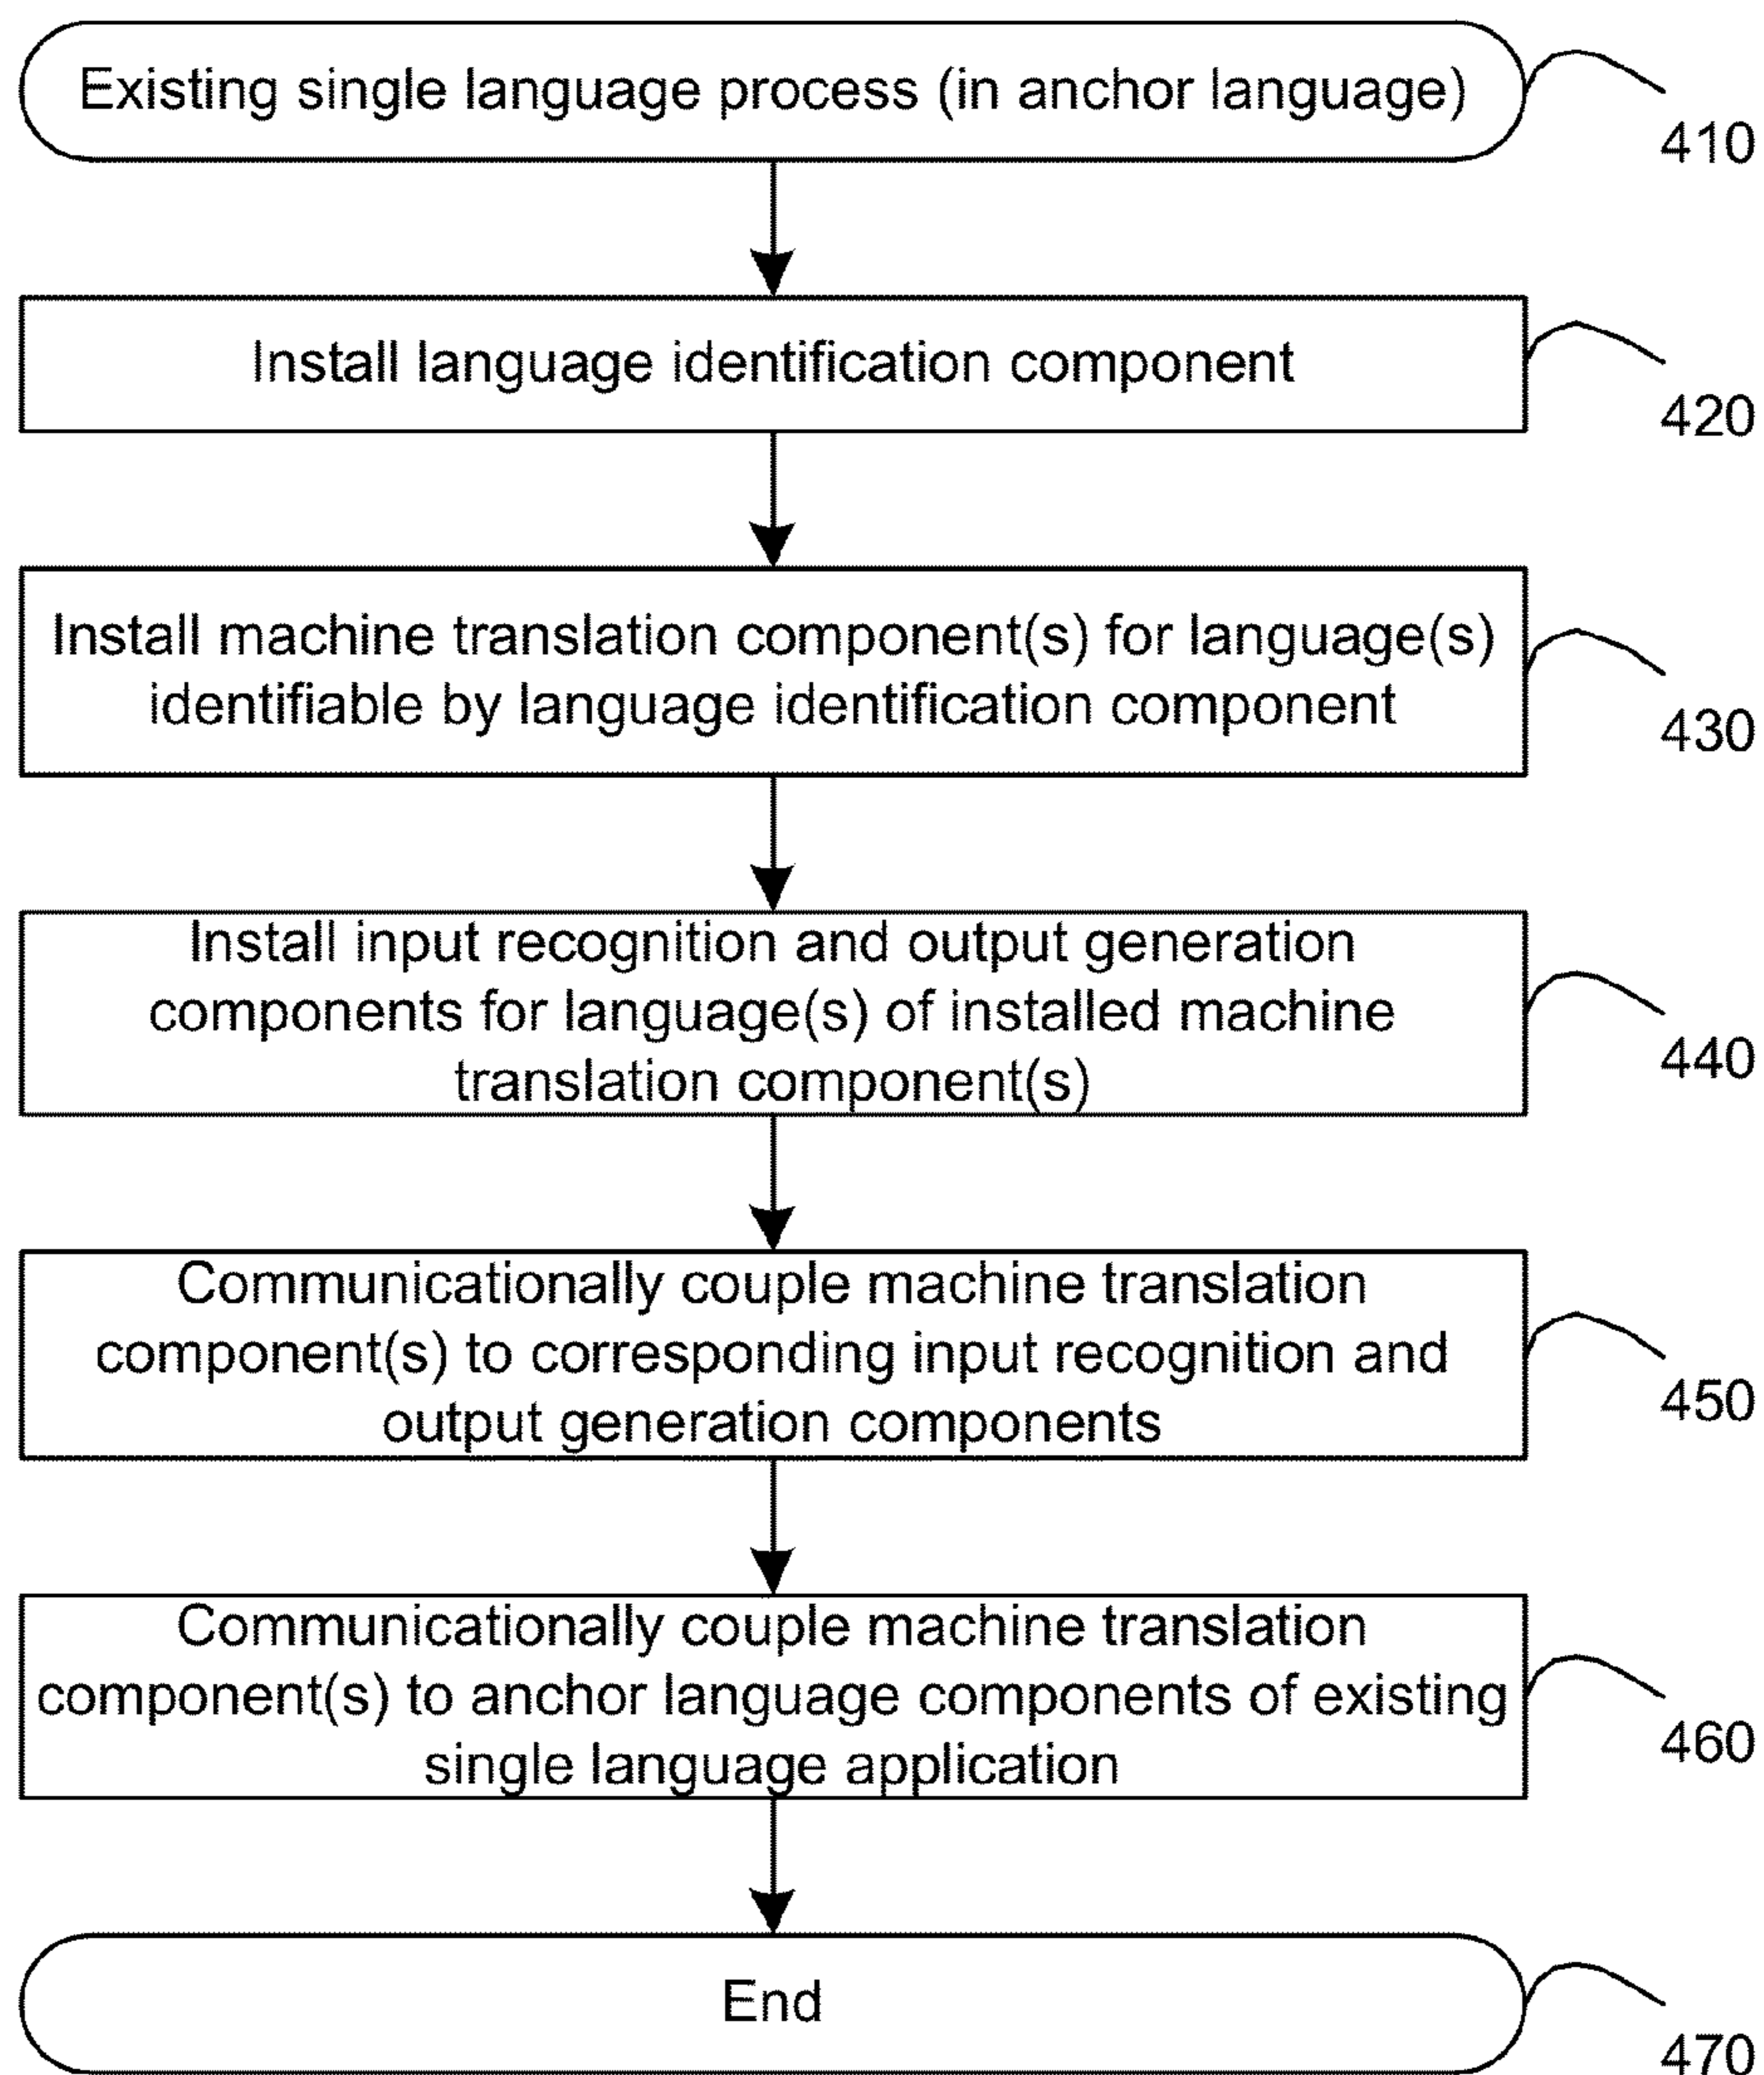 Existing single language process (in anchor language)
410
Install language identification component
420
Install machine translation component(s) for language(s)
identifiable by language identification component
430
Install input recognition and output generation
components for language(s) of installed machine
translation component(s)
440
Communicationally couple machine translation
component(s) to corresponding input recognition and
output generation components
450
Communicationally couple machine translation
component(s) to anchor language components of existing
single language application
460
End
470